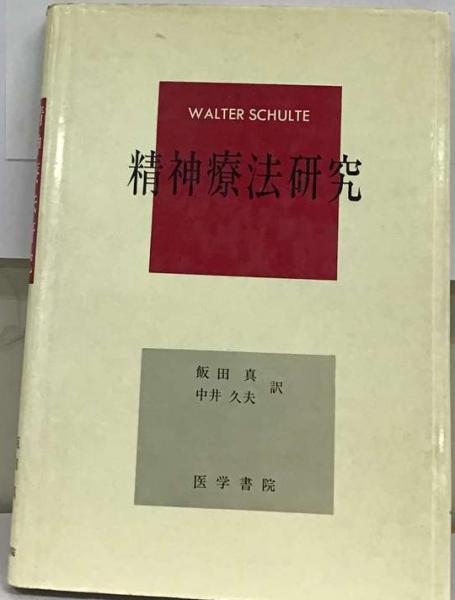 WALTER SCHULTE
精神療法研究
飯田 真
中井 久夫
訳
医学書院